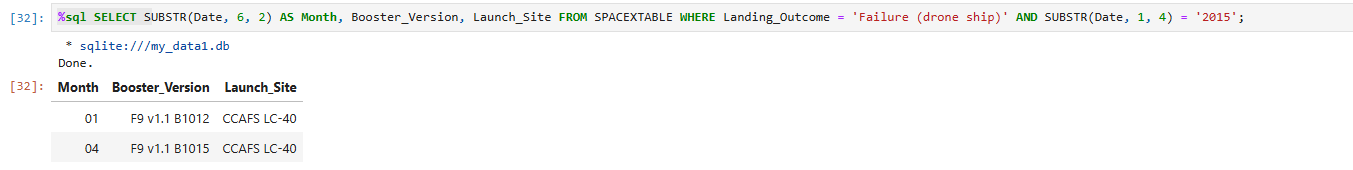 [32]: %sql SELECT SUBSTR(Date, 6, 2) AS Month, Booster_Version, Launch_Site FROM SPACEXTABLE WHERE Landing_Outcome = 'Failure (drone ship)' AND SUBSTR(Date, 1, 4) = '2015';
* sqlite:///my_data1.db
Done.
[32]: Month Booster_Version Launch_Site
01 F9 v1.1 B1012 CCAFS LC-40
04 F9 v1.1 B1015 CCAFS LC-40